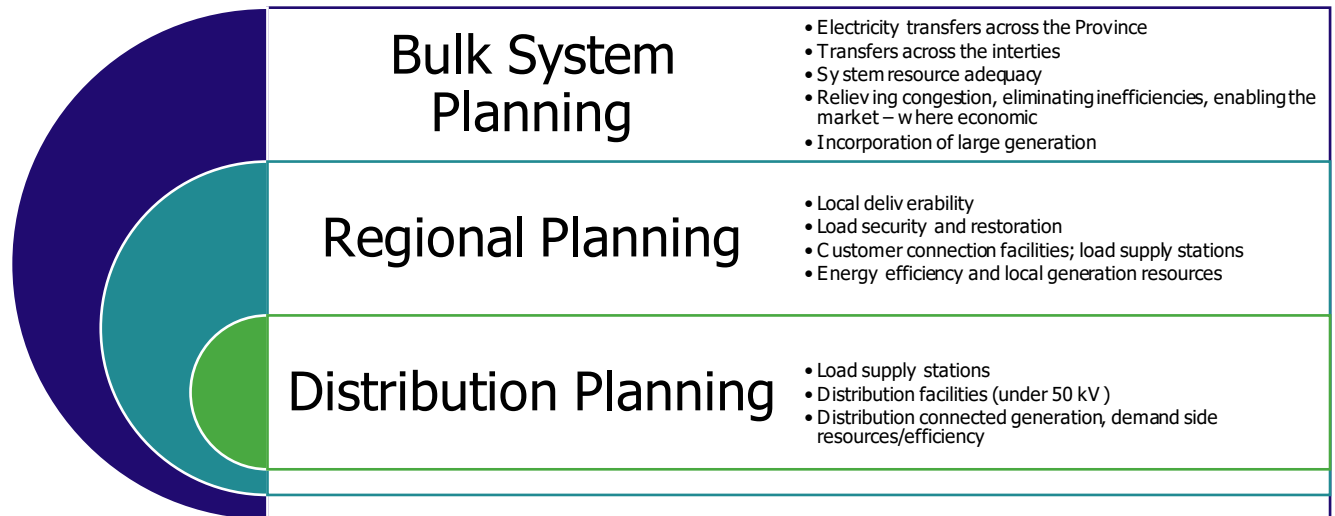 Bulk System
Planning
• Electricity transfers across the Province
• Transfers across the interties
• System resource adequacy
• Relieving congestion, eliminating inefficiencies, enabling the
market – where economic
• Incorporation of large generation
Regional Planning
• Local deliverability
• Load security and restoration
• Customer connection facilities; load supply stations
• Energy efficiency and local generation resources
Distribution Planning
• Load supply stations
• Distribution facilities (under 50 kV)
• Distribution connected generation, demand side
resources/efficiency